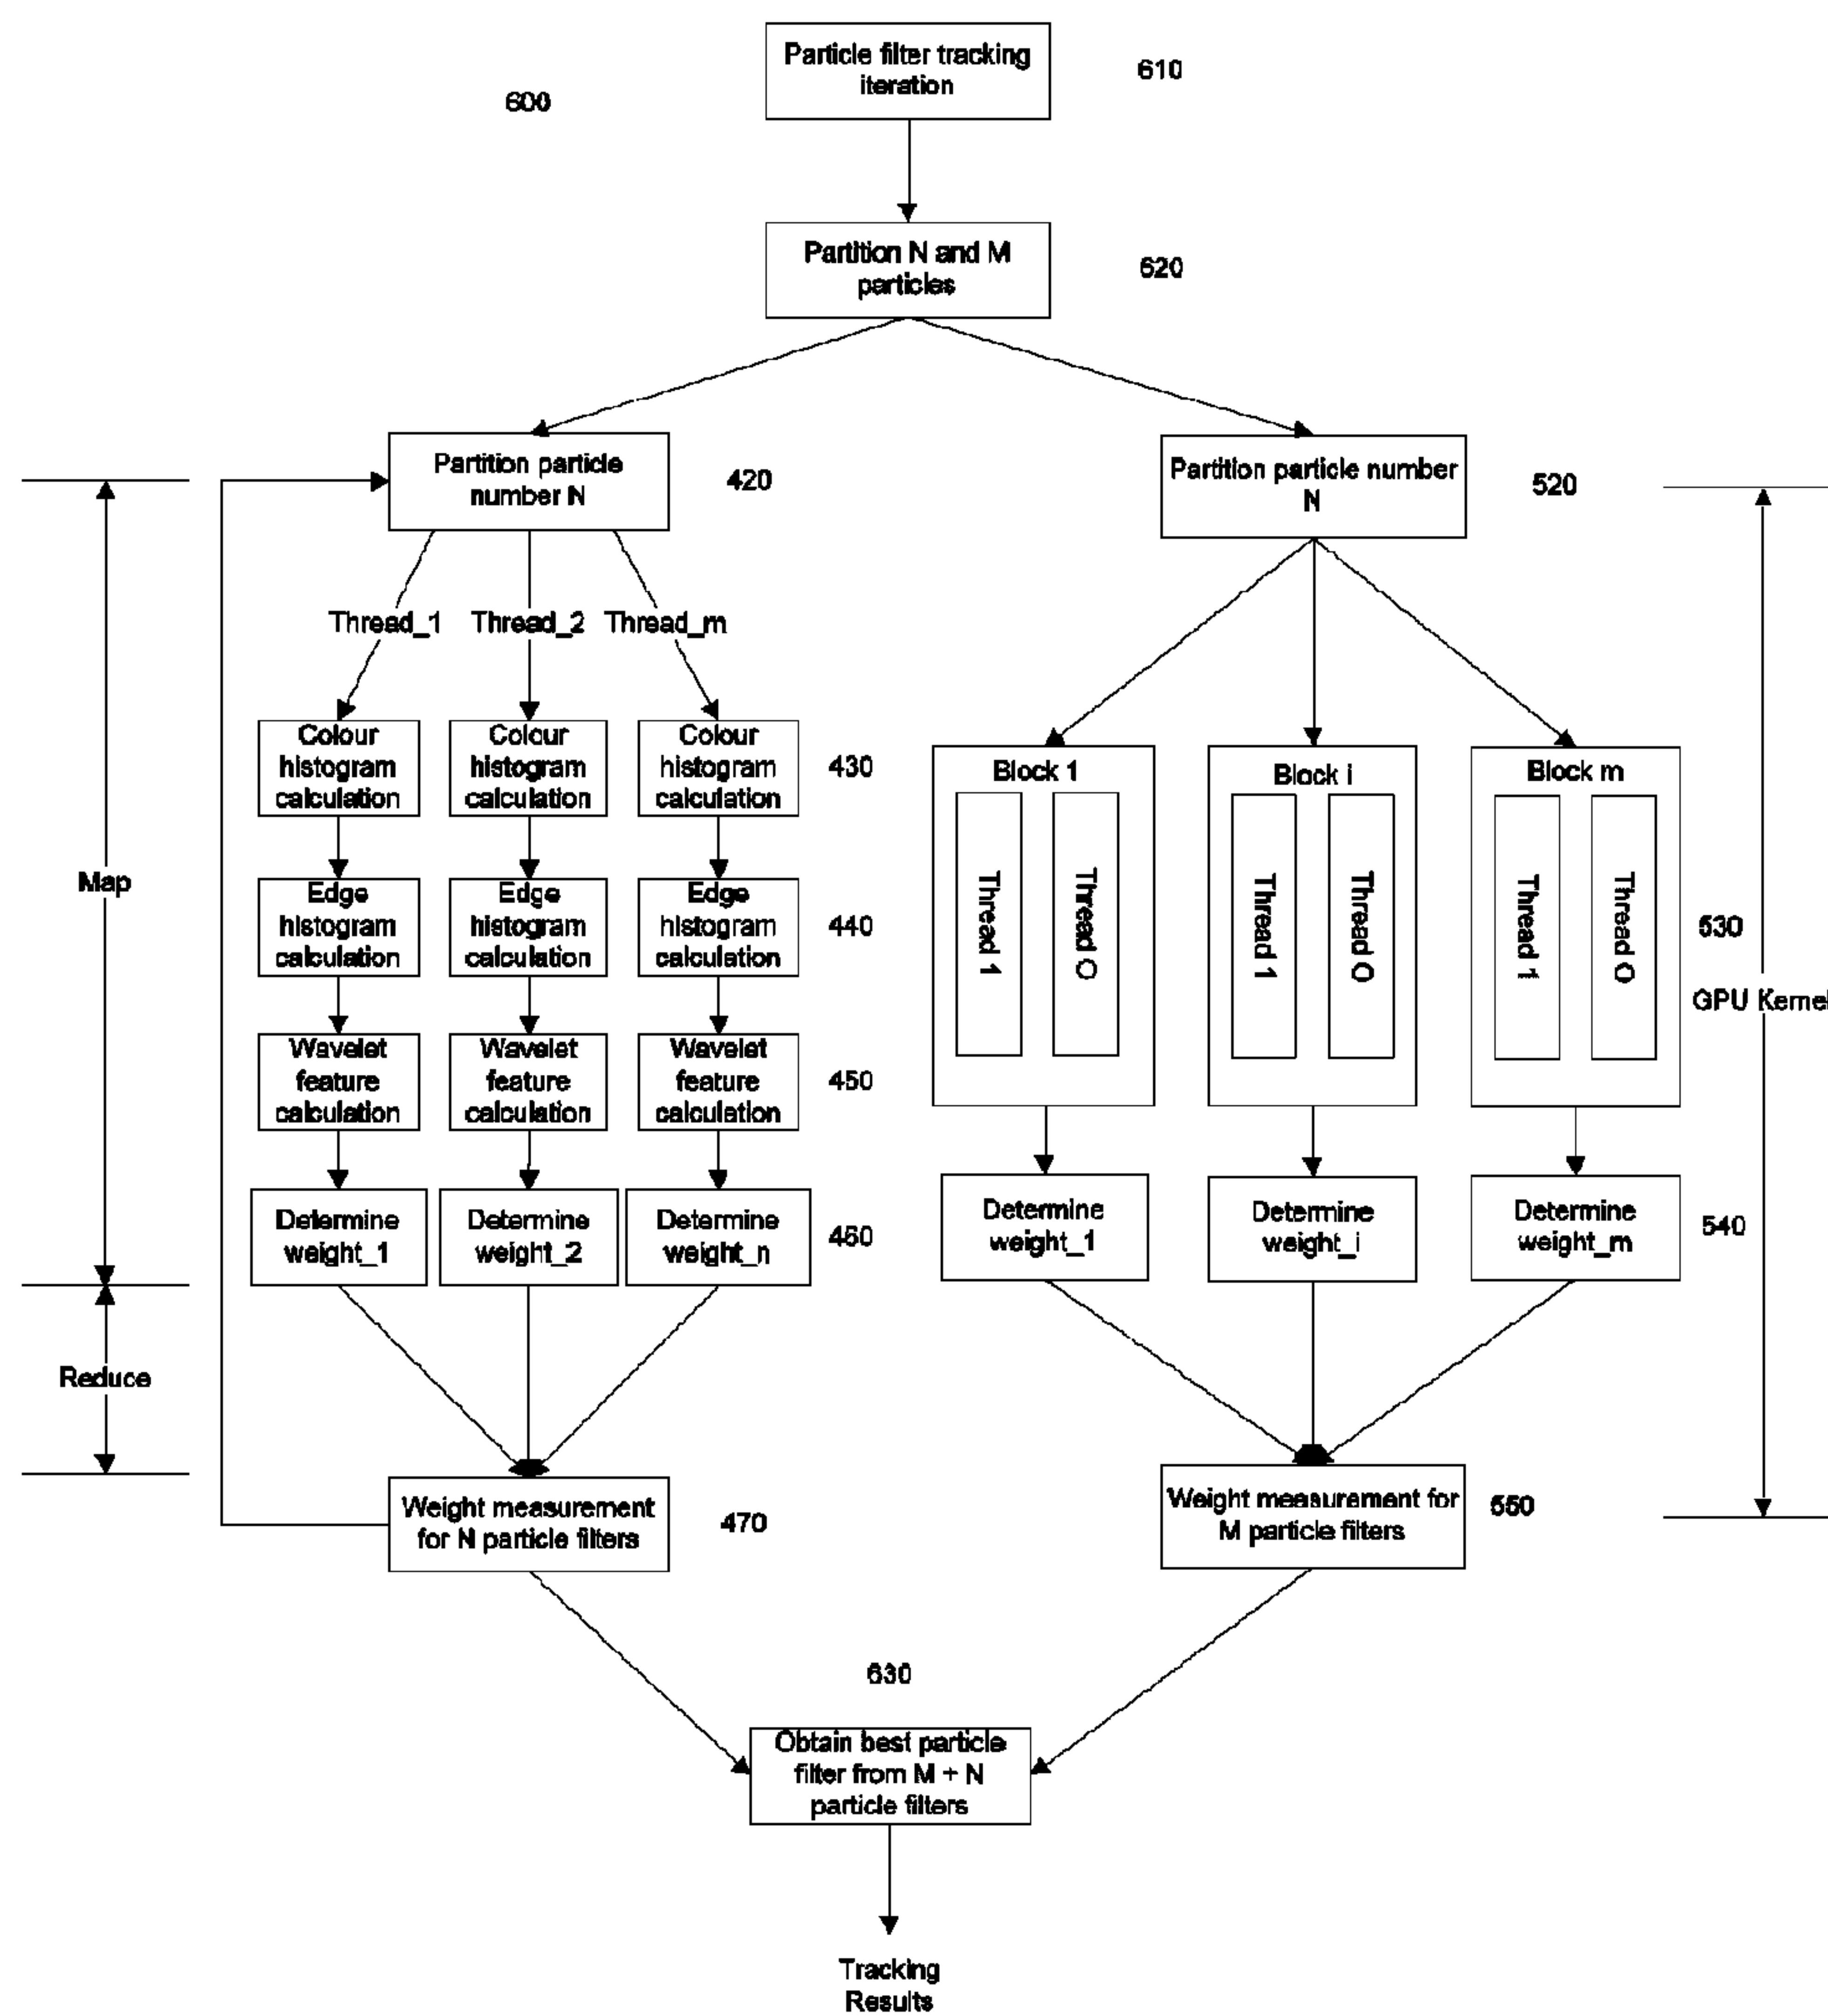 Particle filter tracking
iteration
610
600
Partition N and M
particles
620
Partition particle
number N
420
Partition particle number
N
520
Thread_1
Thread_2
Thread_m
Colour
histogram
calculation
Colour
histogram
calculation
Colour
histogram
calculation
430
Block 1
Thread 1
Thread O
Block i
Thread 1
Thread O
Block m
Thread 1
Thread O
530
GPU Kernel
Map
Edge
histogram
calculation
Edge
histogram
calculation
Edge
histogram
calculation
440
Wavelet
feature
calculation
Wavelet
feature
calculation
Wavelet
feature
calculation
450
Determine
weight_1
Determine
weight_2
Determine
weight_n
460
Determine
weight_1
Determine
weight_i
Determine
weight_m
540
Reduce
Weight measurement
for N particle filters
470
Weight measurement for
M particle filters
550
630
Obtain best particle
filter from M + N
particle filters
Tracking
Results